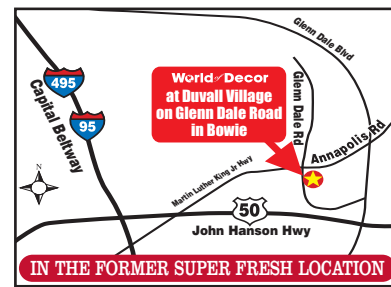 Glenn Dale Blvd
495
Capital Beltway
95
World of Decor
at Duvall Village
on Glenn Dale Road
in Bowie
Glenn Dale Rd
Annapolis Rd
N
Martin Luther King Jr Hwy
50
John Hanson Hwy
IN THE FORMER SUPER FRESH LOCATION